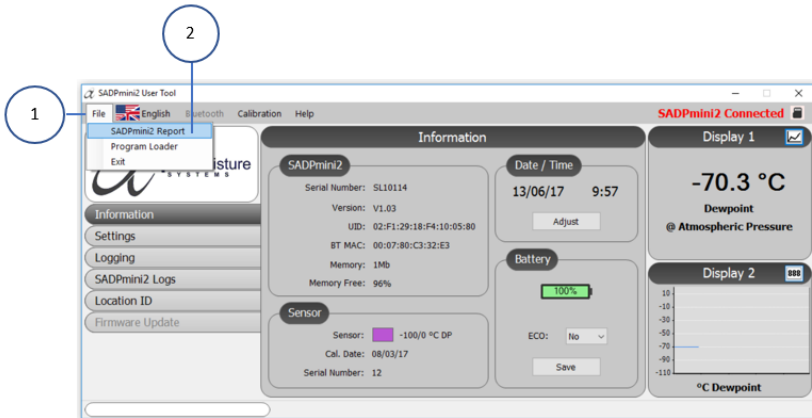 2
1
SADPmini2 User Tool
File English Bluetooth Calibration Help SADPmini2 Connected
SADPmini2 Report
Program Loader
Exit
isture
SYSTEMS
Information
Settings
Logging
SADPmini2 Logs
Location ID
Firmware Update
Information
SADPmini2
Serial Number: SL10114
Version: V1.03
UID: 02:F1:29:18:F4:10:05:80
BT MAC: 00:07:80:C3:32:E3
Memory: 1Mb
Memory Free: 96%
Sensor
Sensor: -100/0 °C DP
Cal. Date: 08/03/17
Serial Number: 12
Date / Time
13/06/17 9:57
Adjust
Battery
100%
ECO: No
Save
Display 1
-70.3 °C
Dewpoint
@ Atmospheric Pressure
Display 2
888
10
-10
-30
-50
-70
-90
-110
°C Dewpoint